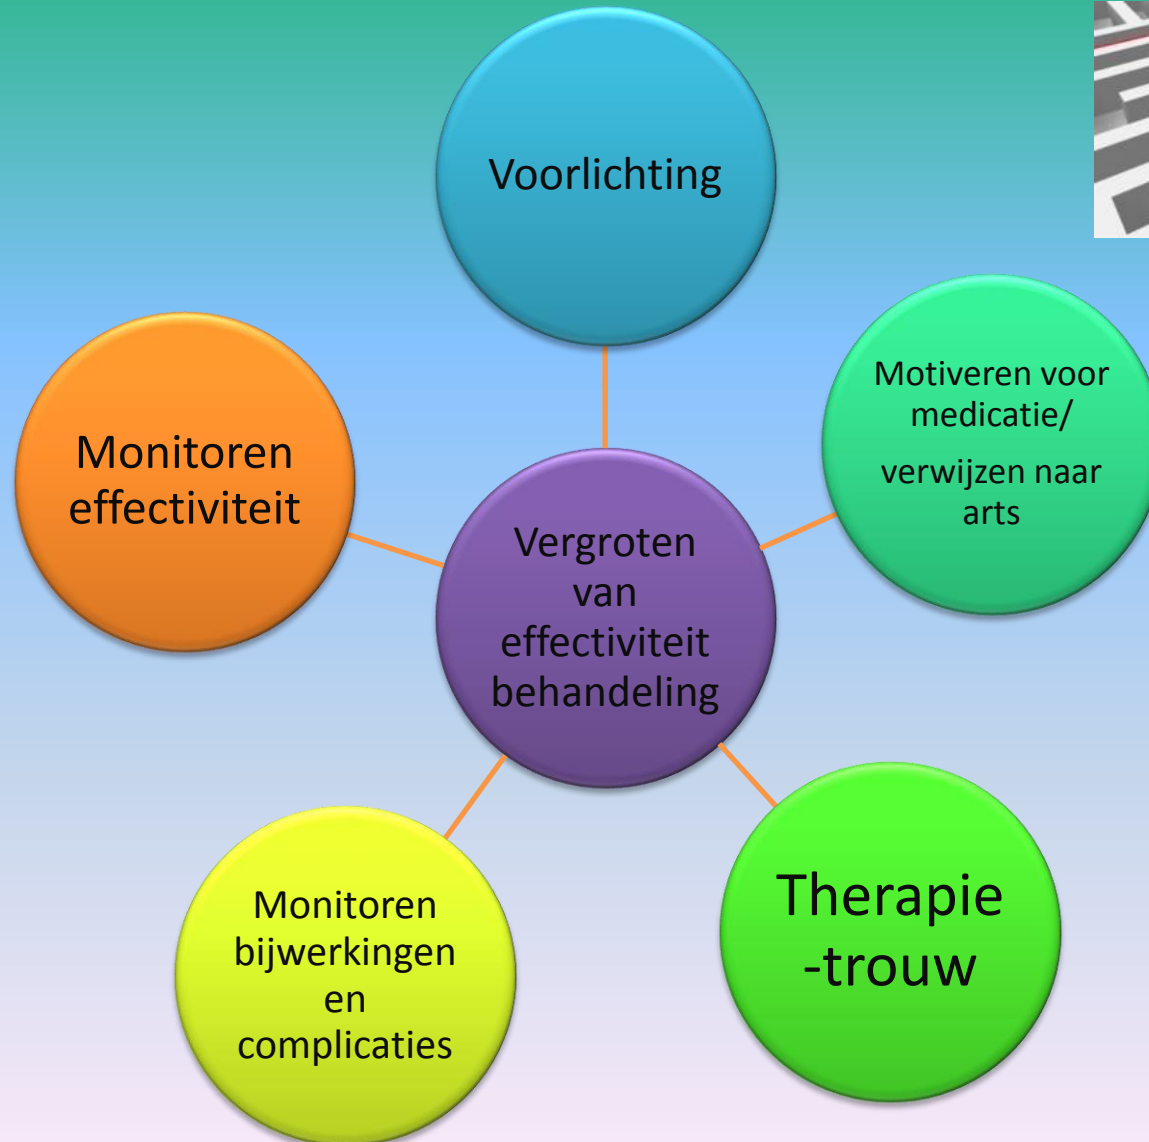 Voorlichting
Motiveren voor
medicatie/
verwijzen naar
arts
Monitoren
effectiviteit
Vergroten
van
effectiviteit
behandeling
Therapie
-trouw
Monitoren
bijwerkingen
en
complicaties